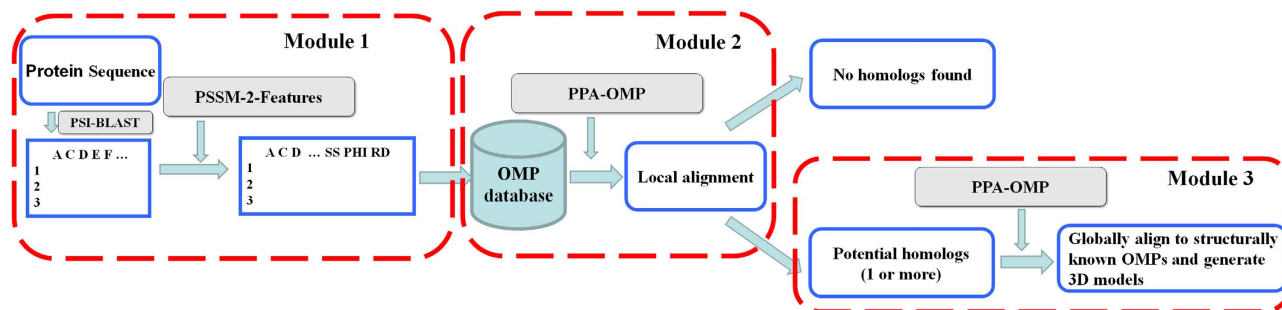 Module 1
Protein Sequence
PSI-BLAST
PSSM-2-Features
A C D E F ...
1
2
3
A C D ... SS PHI RD
1
2
3
Module 2
PPA-OMP
OMP
database
Local alignment
No homologs found
Module 3
PPA-OMP
Potential homologs
(1 or more)
Globally align to structurally
known OMPs and generate
3D models